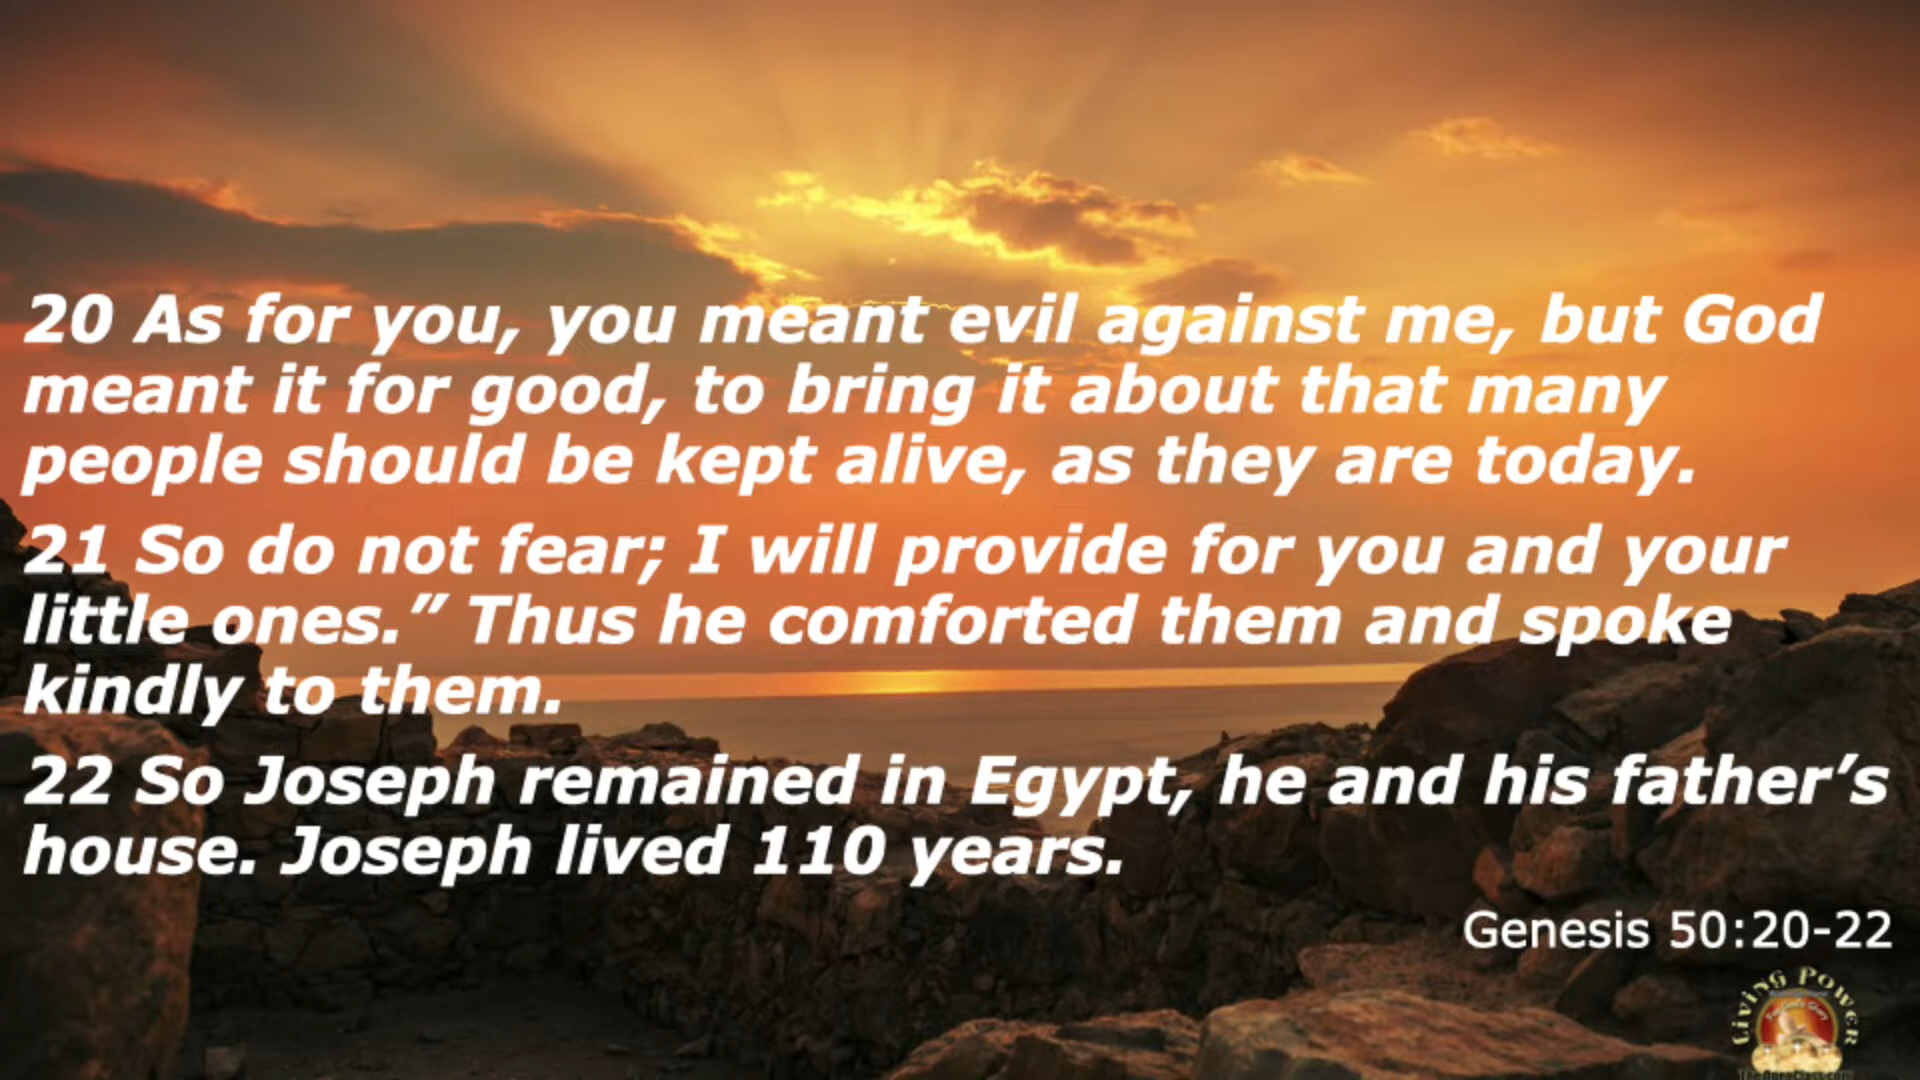 20 As for you, you meant evil against me, but God
meant it for good, to bring it about that many
people should be kept alive, as they are today.
21 So do not fear; I will provide for you and your
little ones.” Thus he comforted them and spoke
kindly to them.
22 So Joseph remained in Egypt, he and his father’s
house. Joseph lived 110 years.
Genesis 50:20-22
Living Power